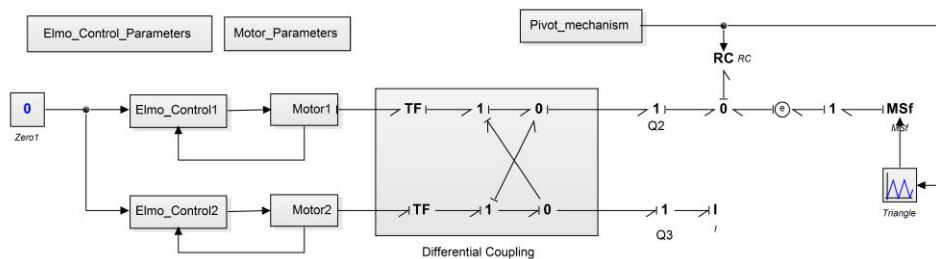 Elmo_Control_Parameters
Motor_Parameters
Pivot_mechanism
RC RC
0
Zero1
Elmo_Control1
Motor1
TF
1
0
1
Q2
0
e
1
MSf
MSf
Triangle
Elmo_Control2
Motor2
TF
1
0
1
Q3
I
I
Differential Coupling